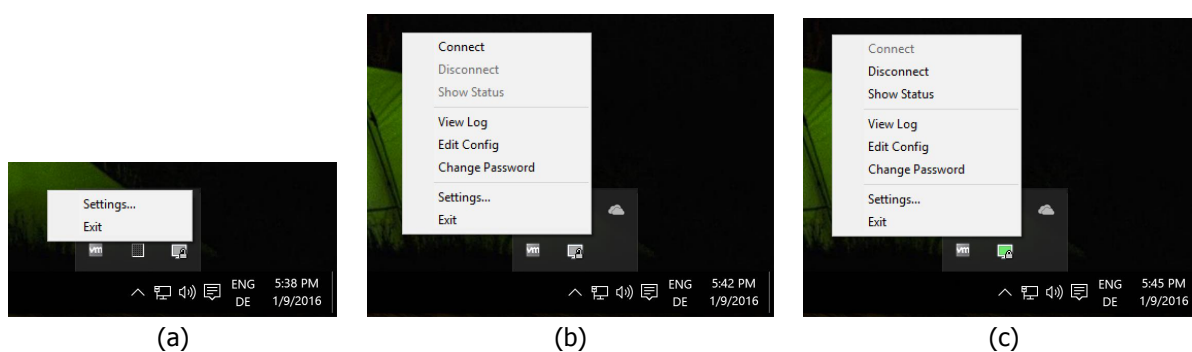 Settings...
Exit
vm
ENG 5:38 PM
DE 1/9/2016
(a)
Connect
Disconnect
Show Status
View Log
Edit Config
Change Password
Settings...
Exit
vm
ENG 5:42 PM
DE 1/9/2016
(b)
Connect
Disconnect
Show Status
View Log
Edit Config
Change Password
Settings...
Exit
vm
ENG 5:45 PM
DE 1/9/2016
(c)